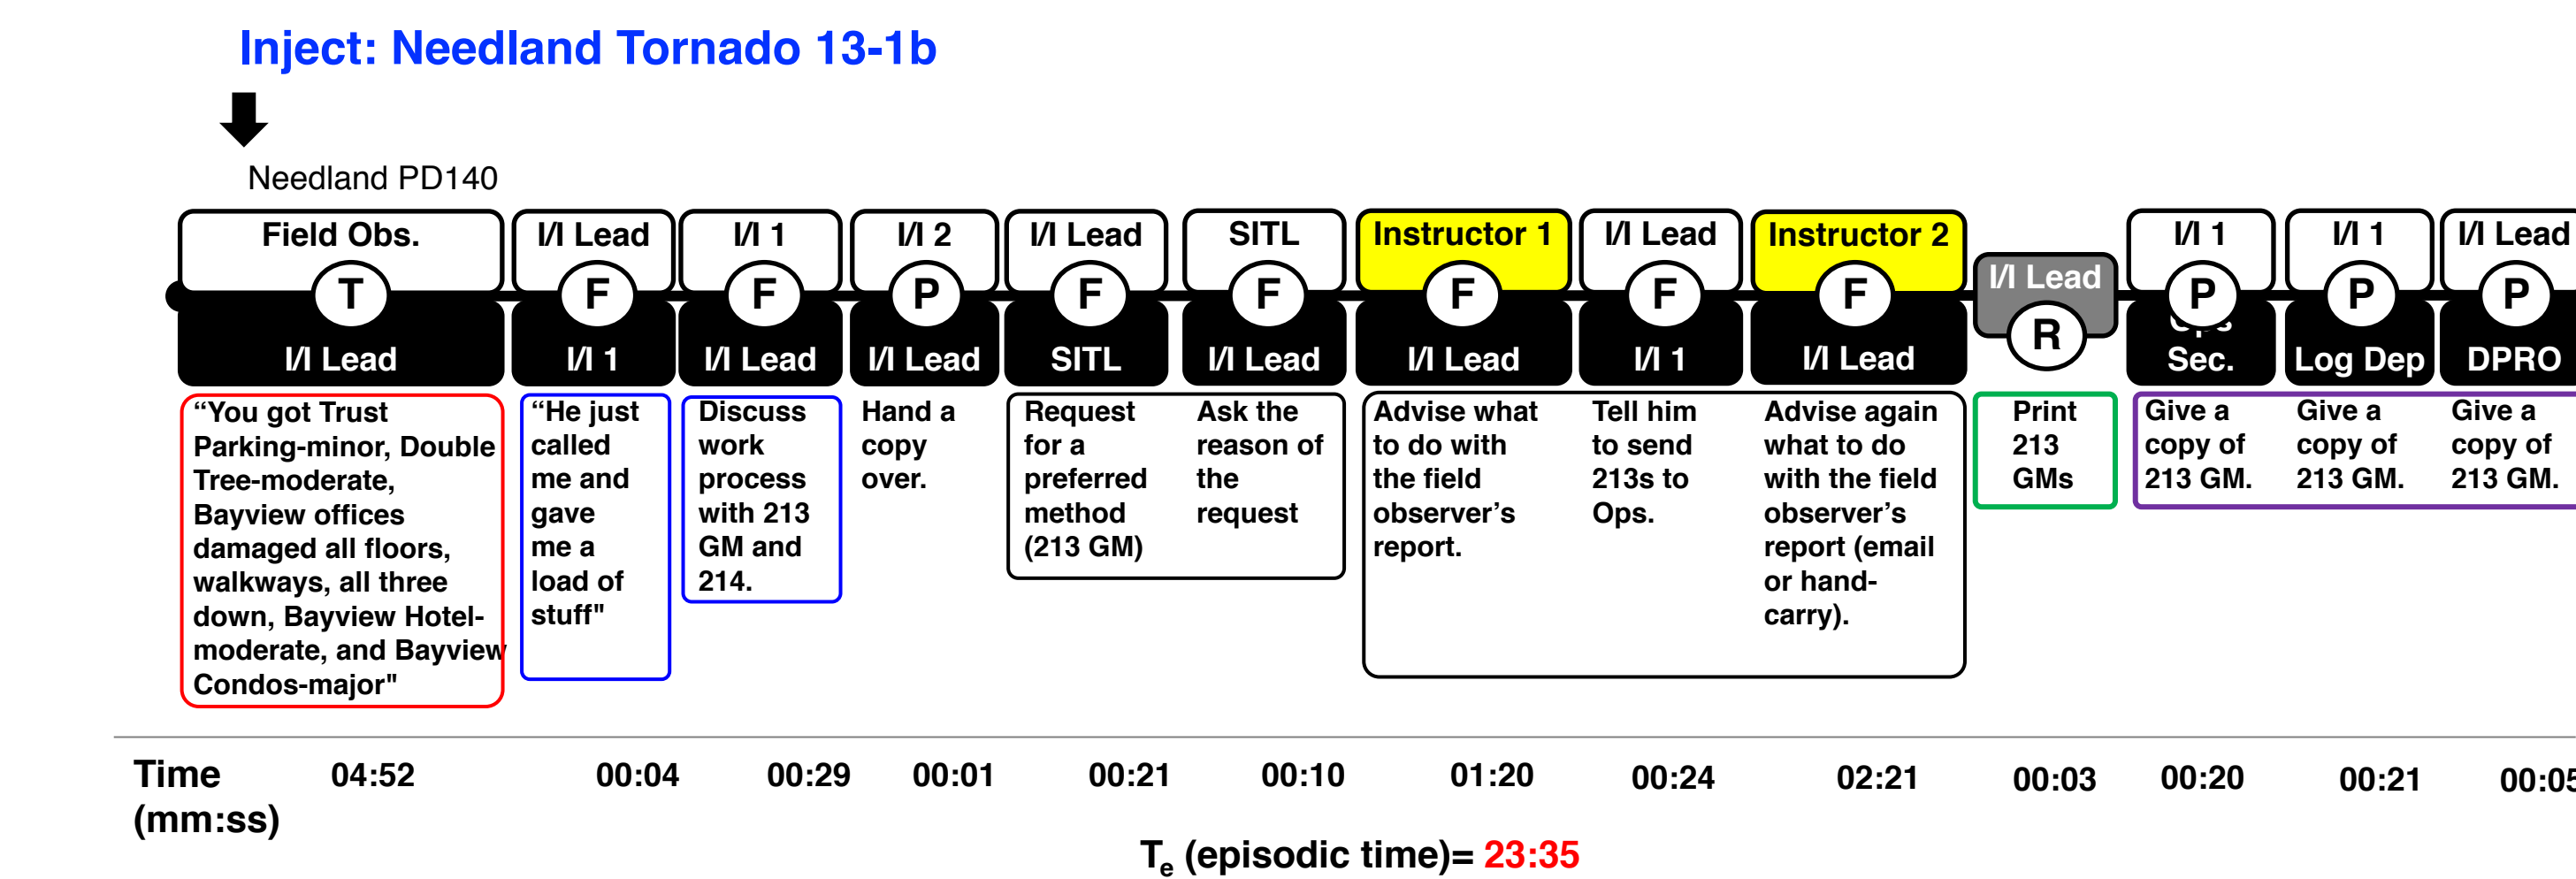 Inject: Needland Tornado 13-1b
Needland PD140
Field Obs.
T
I/I Lead
I/I Lead
F
I/I 1
I/I 1
F
I/I Lead
I/I 2
P
I/I Lead
I/I Lead
F
SITL
SITL
F
I/I Lead
Instructor 1
F
I/I Lead
I/I Lead
F
I/I 1
Instructor 2
F
I/I Lead
I/I Lead
R
I/I 1
P
Sec.
I/I 1
P
Log Dep
I/I Lead
P
DPRO
“You got Trust
Parking-minor, Double
Tree-moderate,
Bayview offices
damaged all floors,
walkways, all three
down, Bayview Hotel-
moderate, and Bayview
Condos-major"
“He just
called
me and
gave
me a
load of
stuff"
Discuss
work
process
with 213
GM and
214.
Hand a
copy
over.
Request
for a
preferred
method
(213 GM)
Ask the
reason of
the
request
Advise what
to do with
the field
observer’s
report.
Tell him
to send
213s to
Ops.
Advise again
what to do
with the field
observer’s
report (email
or hand-
carry).
Print
213
GMs
Give a
copy of
213 GM.
Give a
copy of
213 GM.
Give a
copy of
213 GM.
Time
(mm:ss)
04:52
00:04
00:29
00:01
00:21
00:10
01:20
00:24
02:21
00:03
00:20
00:21
00:05
Te (episodic time)= 23:35